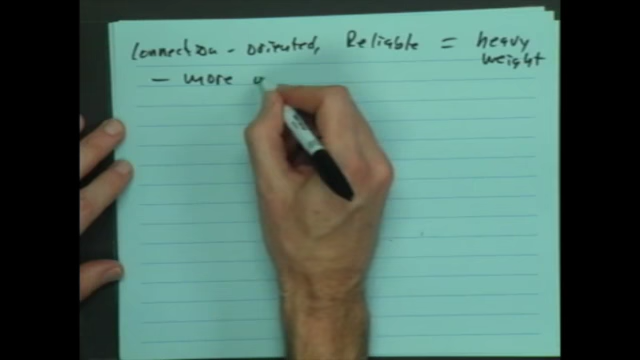 Connection - oriented, Reliable = heavy weight
- more